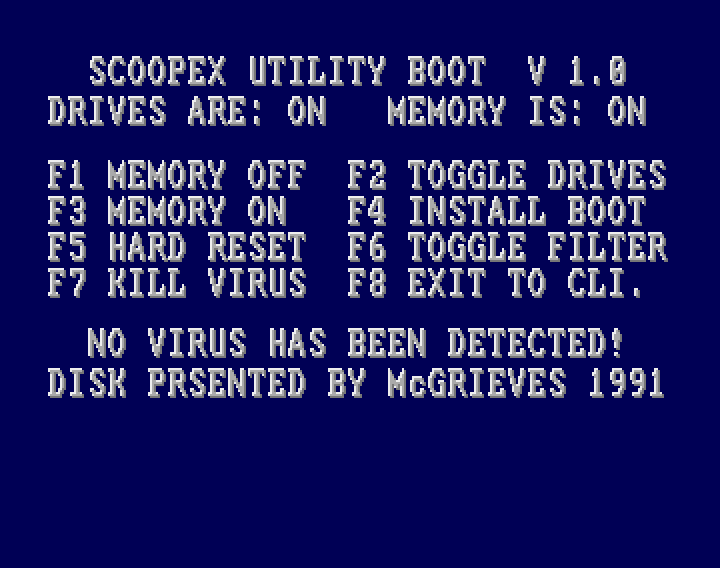 SCOOPEX UTILITY BOOT V 1.0
DRIVES ARE: ON MEMORY IS: ON
F1 MEMORY OFF F2 TOGGLE DRIVES
F3 MEMORY ON F4 INSTALL BOOT
F5 HARD RESET F6 TOGGLE FILTER
F7 KILL VIRUS F8 EXIT TO CLI.
NO VIRUS HAS BEEN DETECTED!
DISK PRSENTED BY McGRIEVES 1991